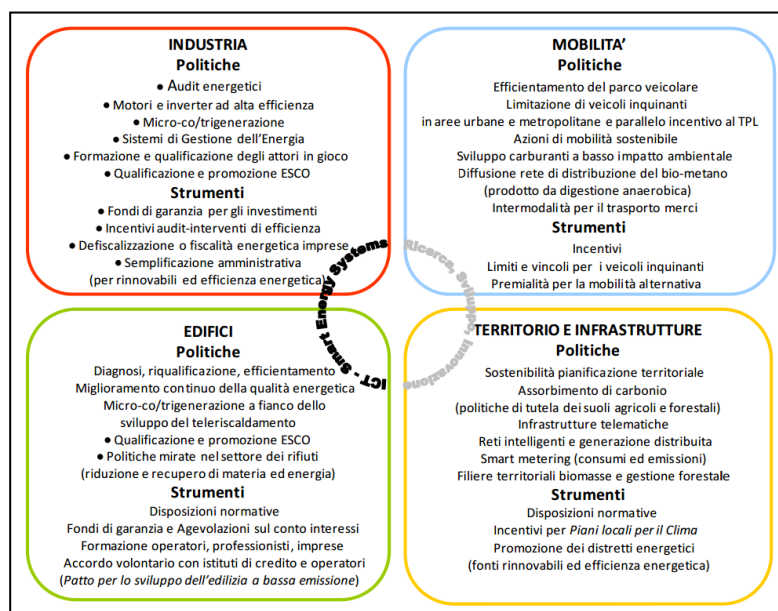 INDUSTRIA
Politiche
● Audit energetici
● Motori e inverter ad alta efficienza
● Micro-co/trigenerazione
● Sistemi di Gestione dell'Energia
● Formazione e qualificazione degli attori in gioco
● Qualificazione e promozione ESCO
Strumenti
● Fondi di garanzia per gli investimenti
● Incentivi audit-interventi di efficienza
● Defiscalizzazione o fiscalità energetica imprese
● Semplificazione amministrativa
(per rinnovabili ed efficienza energetica)
MOBILITA'
Politiche
Efficientamento del parco veicolare
Limitazione di veicoli inquinanti
in aree urbane e metropolitane e parallelo incentivo al TPL
Azioni di mobilità sostenibile
Sviluppo carburanti a basso impatto ambientale
Diffusione rete di distribuzione del bio-metano
(prodotto da digestione anaerobica)
Intermodalità per il trasporto merci
Strumenti
Incentivi
Limiti e vincoli per i veicoli inquinanti
Premialità per la mobilità alternativa
ICT - Smart Energy Systems - Ricerca, Sviluppo, Innovazione
EDIFICI
Politiche
Diagnosi, riqualificazione, efficientamento
Miglioramento continuo della qualità energetica
Micro-co/trigenerazione a fianco dello
sviluppo del teleriscaldamento
● Qualificazione e promozione ESCO
● Politiche mirate nel settore dei rifiuti
(riduzione e recupero di materia ed energia)
Strumenti
Disposizioni normative
Fondi di garanzia e Agevolazioni sul conto interessi
Formazione operatori, professionisti, imprese
Accordo volontario con istituti di credito e operatori
(Patto per lo sviluppo dell'edilizia a bassa emissione)
TERRITORIO E INFRASTRUTTURE
Politiche
Sostenibilità pianificazione territoriale
Assorbimento di carbonio
(politiche di tutela dei suoli agricoli e forestali)
Infrastrutture telematiche
Reti intelligenti e generazione distribuita
Smart metering (consumi ed emissioni)
Filiere territoriali biomasse e gestione forestale
Strumenti
Disposizioni normative
Incentivi per Piani locali per il Clima
Promozione dei distretti energetici
(fonti rinnovabili ed efficienza energetica)